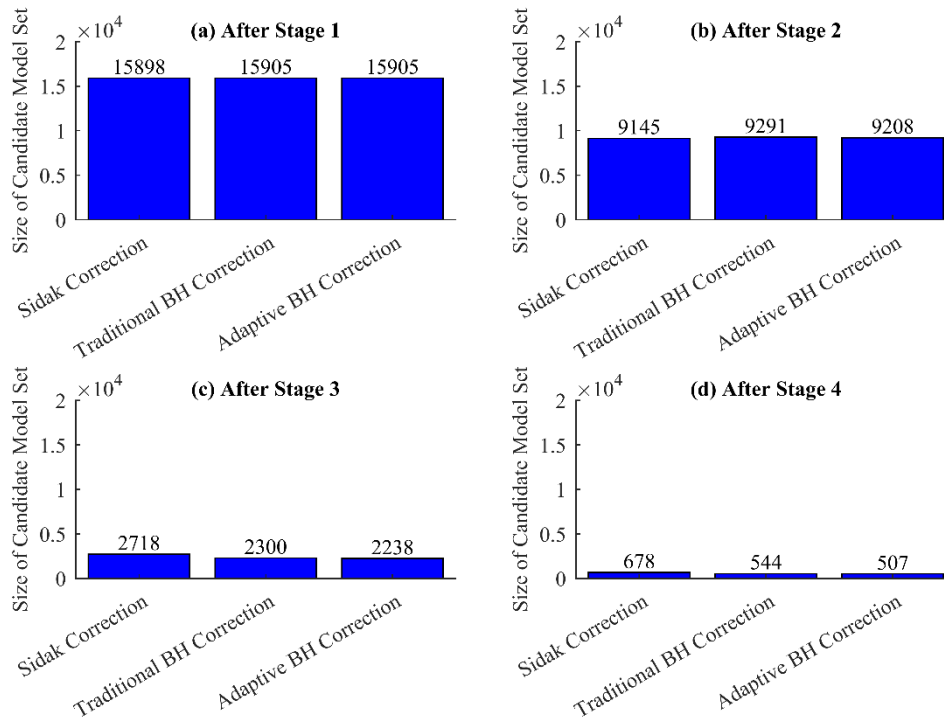 (a) After Stage 1
×10^4
Size of Candidate Model Set
2
1.5
1
0.5
0
15898
15905
15905
Sidak Correction
Traditional BH Correction
Adaptive BH Correction
(b) After Stage 2
×10^4
Size of Candidate Model Set
2
1.5
1
0.5
0
9145
9291
9208
Sidak Correction
Traditional BH Correction
Adaptive BH Correction
(c) After Stage 3
×10^4
Size of Candidate Model Set
2
1.5
1
0.5
0
2718
2300
2238
Sidak Correction
Traditional BH Correction
Adaptive BH Correction
(d) After Stage 4
×10^4
Size of Candidate Model Set
2
1.5
1
0.5
0
678
544
507
Sidak Correction
Traditional BH Correction
Adaptive BH Correction